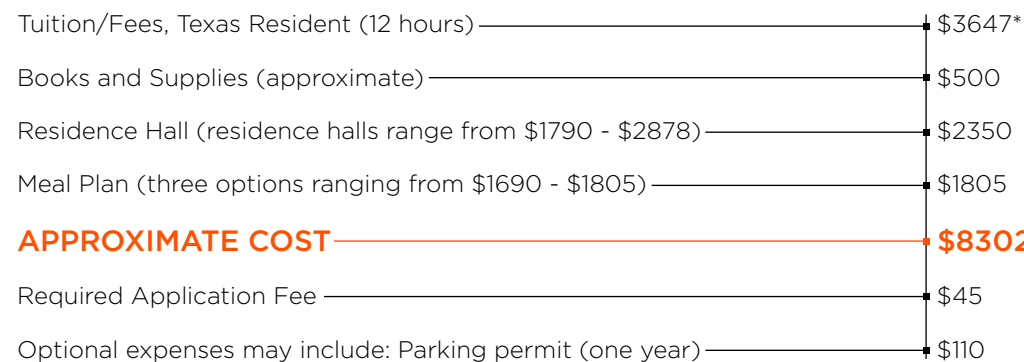 Tuition/Fees, Texas Resident (12 hours) $3647*
Books and Supplies (approximate) $500
Residence Hall (residence halls range from $1790 - $2878) $2350
Meal Plan (three options ranging from $1690 - $1805) $1805
APPROXIMATE COST $8302
Required Application Fee $45
Optional expenses may include: Parking permit (one year) $110